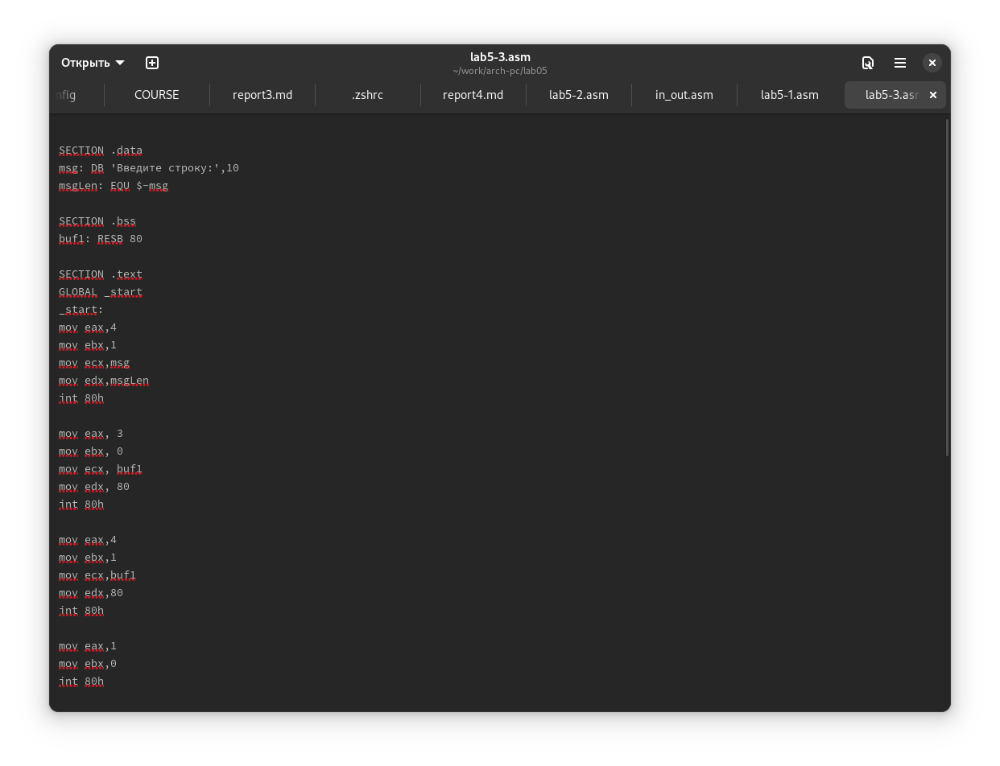 Открыть
lab5-3.asm
~/work/arch-pc/lab05
nfig COURSE report3.md .zshrc report4.md lab5-2.asm in_out.asm lab5-1.asm lab5-3.asm
SECTION .data
msg: DB 'Введите строку:',10
msgLen: EQU $-msg
SECTION .bss
buf1: RESB 80
SECTION .text
GLOBAL _start
_start:
mov eax,4
mov ebx,1
mov ecx,msg
mov edx,msgLen
int 80h
mov eax, 3
mov ebx, 0
mov ecx, buf1
mov edx, 80
int 80h
mov eax,4
mov ebx,1
mov ecx,buf1
mov edx,80
int 80h
mov eax,1
mov ebx,0
int 80h